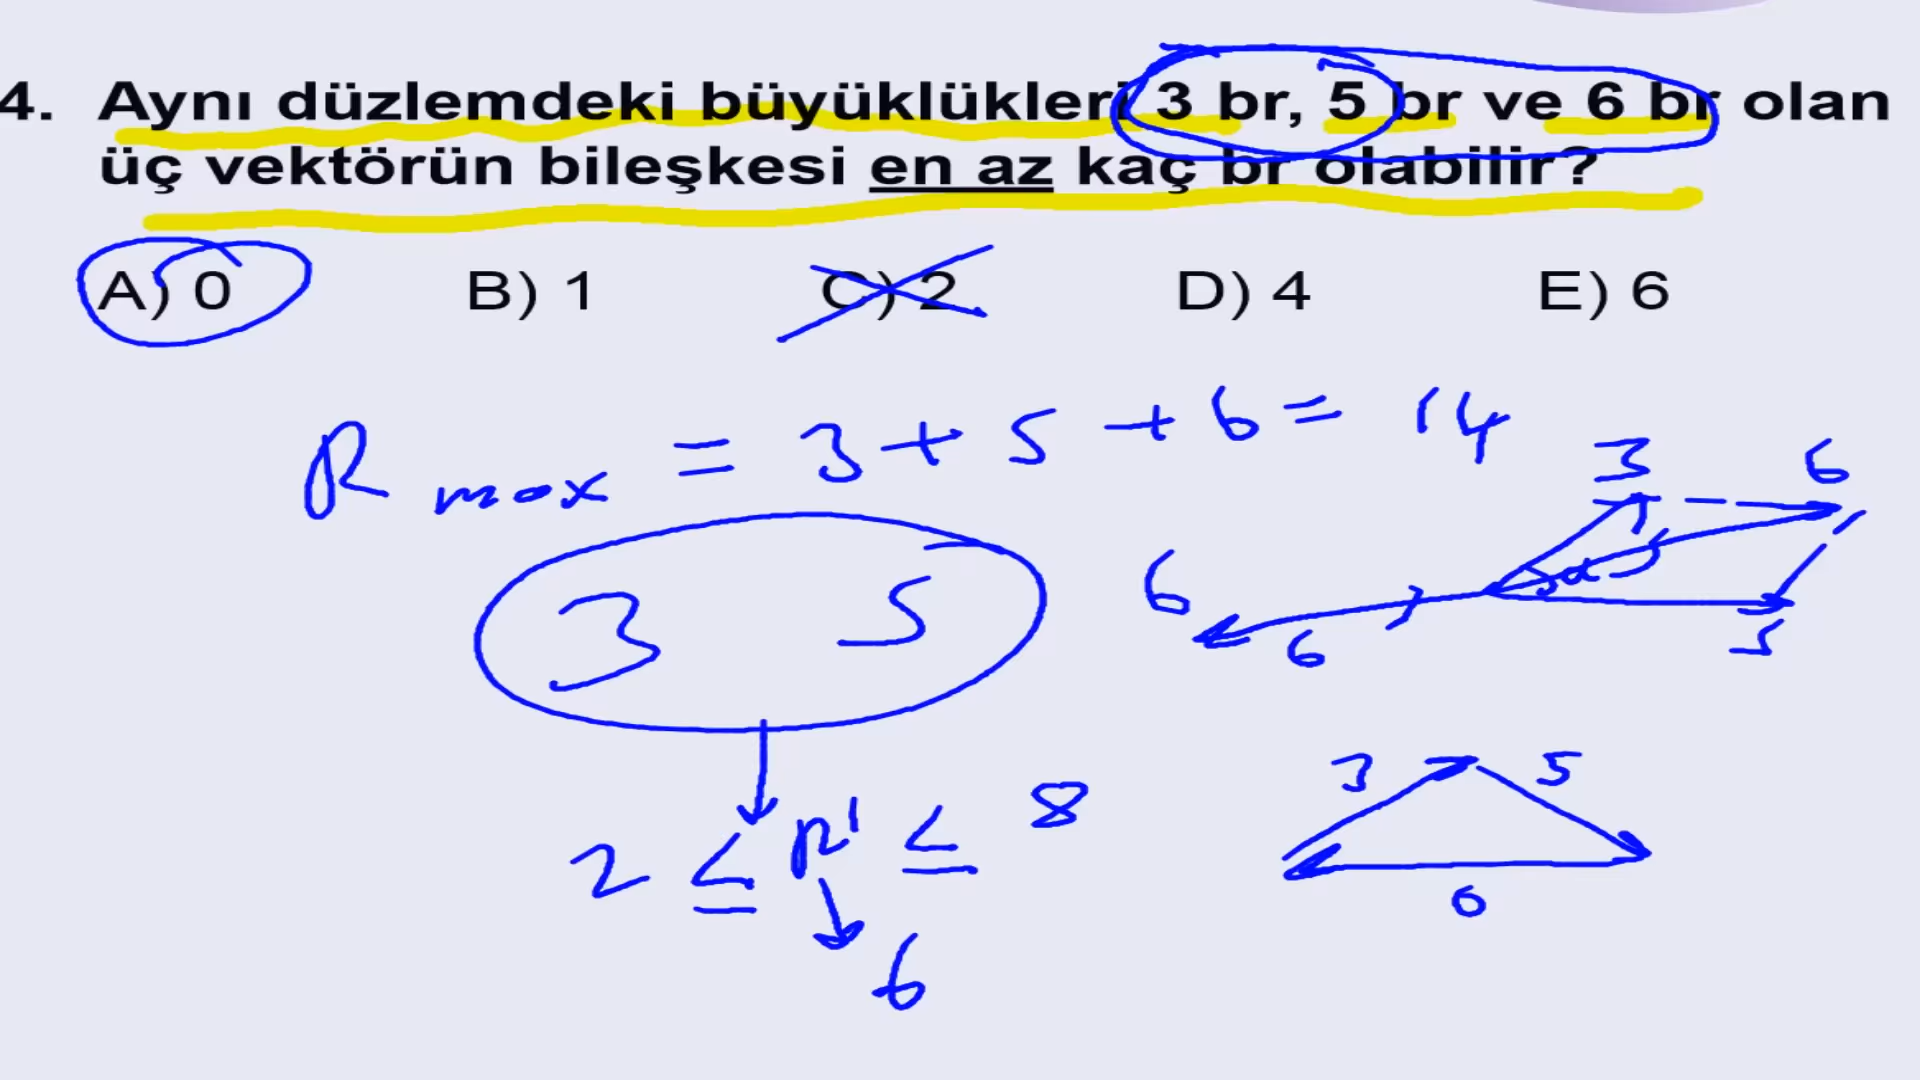 4. Aynı düzlemdeki büyüklükleri 3 br, 5 br ve 6 br olan
üç vektörün bileşkesi en az kaç br olabilir?
A) 0 B) 1 C) 2 D) 4 E) 6
R max = 3 + 5 + 6 = 14
3 6
3 5
6 α
6 5
3 5
2 ≤ R' ≤ 8
6
6